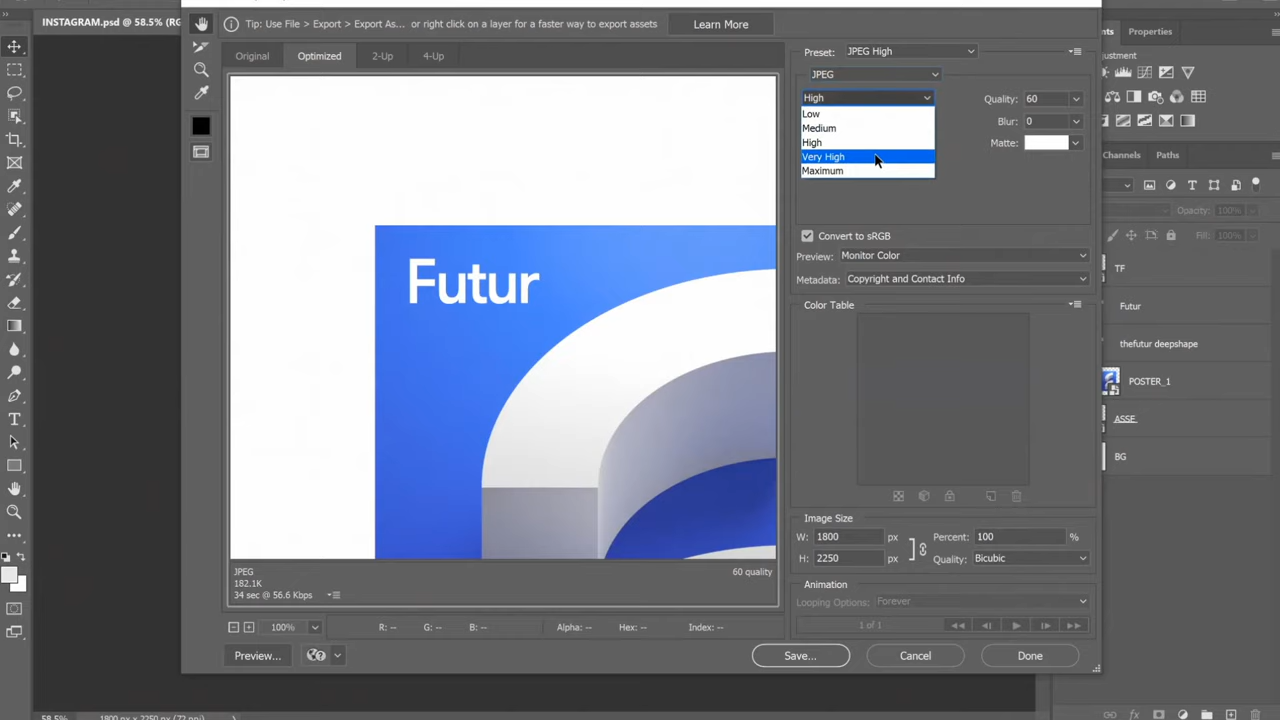 INSTAGRAM.psd @ 58.5% (RG
Tip: Use File > Export > Export As... or right click on a layer for a faster way to export assets
Learn More
Original
Optimized
2-Up
4-Up
Preset:
JPEG High
JPEG
High
Quality:
60
Low
Medium
High
Very High
Maximum
Blur:
0
Matte:
Convert to sRGB
Preview:
Monitor Color
Metadata:
Copyright and Contact Info
Color Table
Futur
Image Size
W:
1800
px
Percent:
100
%
H:
2250
px
Quality:
Bicubic
Animation
Looping Options:
Forever
1 of 1
JPEG
182.1K
34 sec @ 56.6 Kbps
60 quality
100%
R: --
G: --
B: --
Alpha: --
Hex: --
Index: --
Preview...
Save...
Cancel
Done
nts
Properties
djustment
Channels
Paths
Opacity:
100%
Fill:
100%
TF
Futur
thefutur deepshape
POSTER_1
ASSE
BG
58.5%
1800 px x 2250 px (72 ppi)